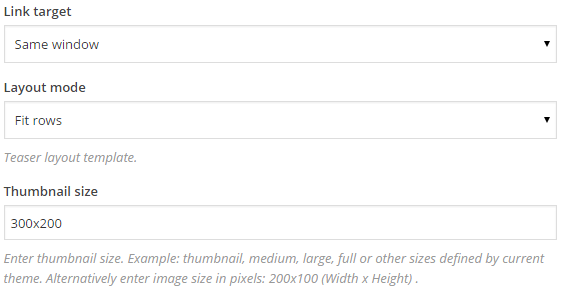 Link target
Same window
Layout mode
Fit rows
Teaser layout template.
Thumbnail size
300x200
Enter thumbnail size. Example: thumbnail, medium, large, full or other sizes defined by current
theme. Alternatively enter image size in pixels: 200x100 (Width x Height) .